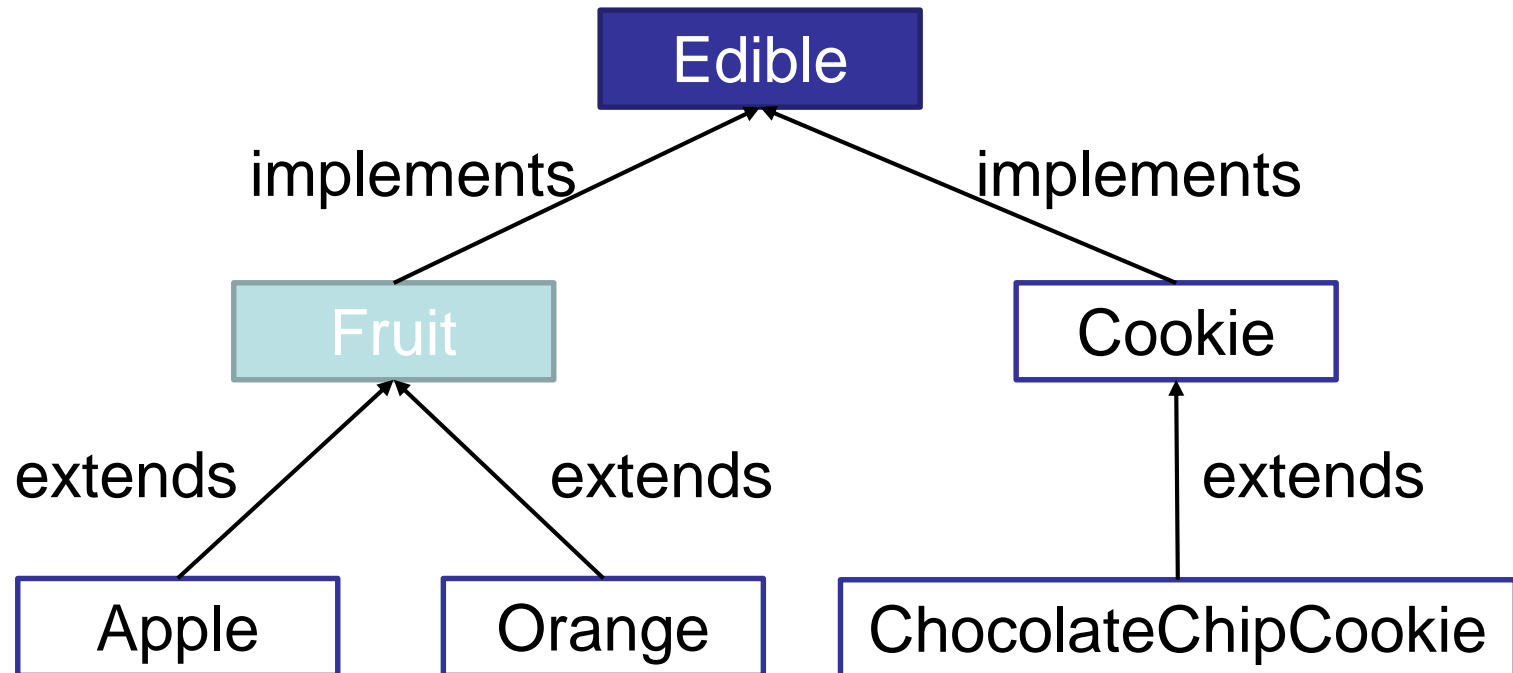 Edible
implements
implements
Fruit
Cookie
extends
extends
extends
Apple
Orange
ChocolateChipCookie